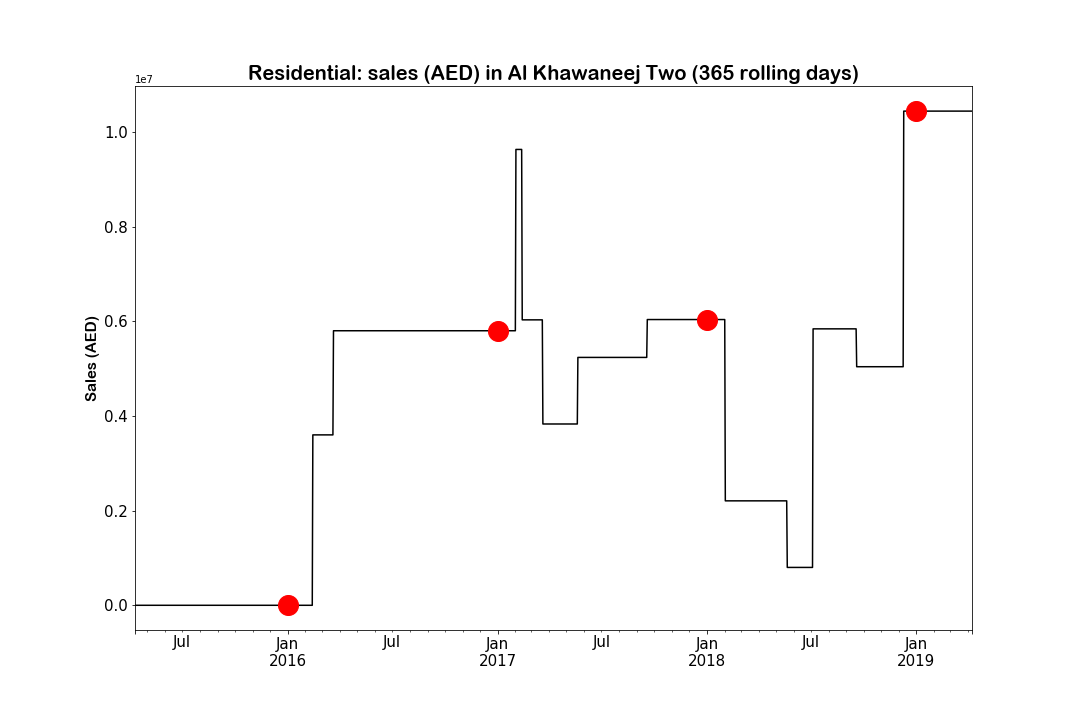 Residential: sales (AED) in Al Khawaneej Two (365 rolling days)
1e7
1.0
0.8
0.6
0.4
0.2
0.0
Sales (AED)
Jul Jan Jul Jan Jul Jan Jul Jan
2016 2017 2018 2019